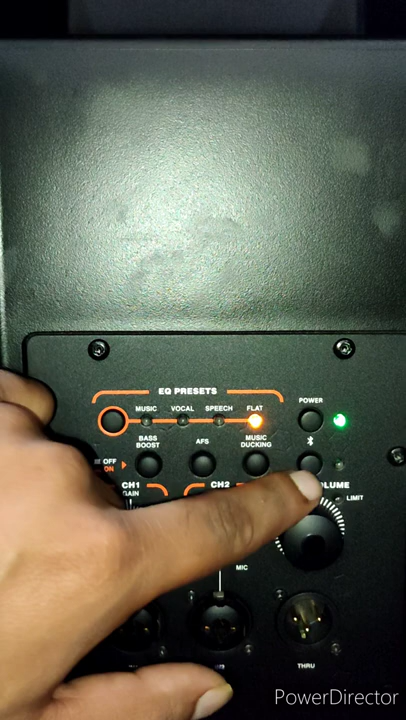 EQ PRESETS
POWER
MUSIC VOCAL SPEECH FLAT
BASS BOOST
AFS
MUSIC DUCKING
OFF
ON
CH1
GAIN
CH2
LIMIT
MIC
THRU
PowerDirector